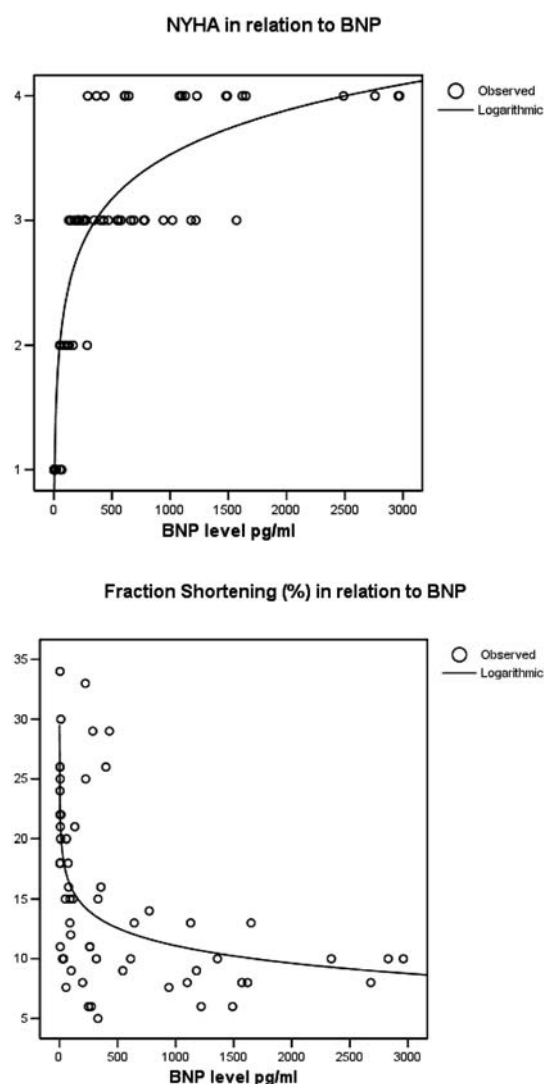 NYHA in relation to BNP
4
3
2
1
0 500 1000 1500 2000 2500 3000
BNP level pg/ml
Observed
Logarithmic
Fraction Shortening (%) in relation to BNP
35
30
25
20
15
10
5
0 500 1000 1500 2000 2500 3000
BNP level pg/ml
Observed
Logarithmic